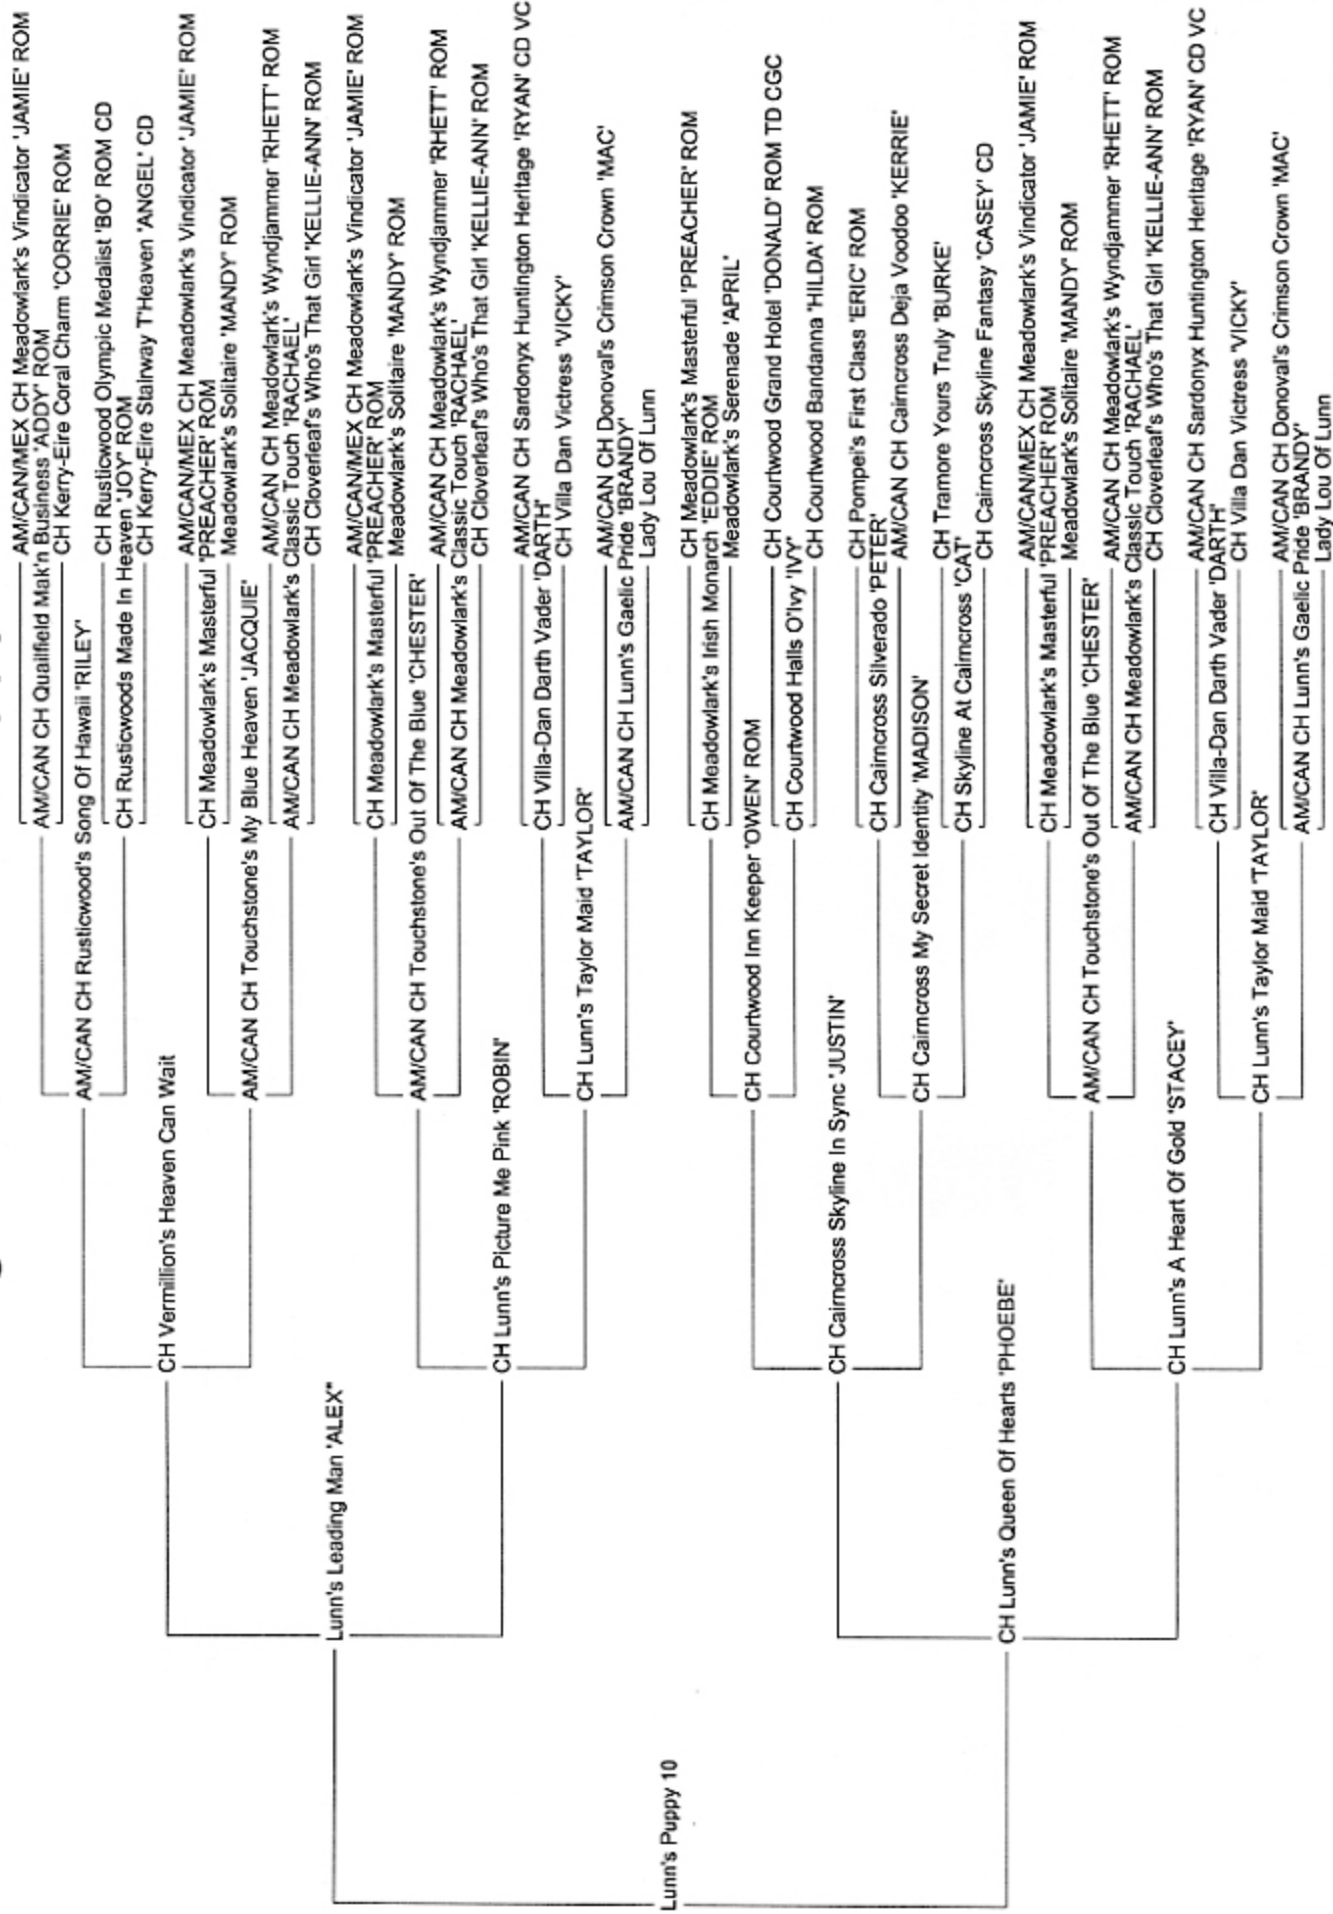 AM/CAN/MEX CH Meadowlark's Vindicator 'JAMIE' ROM
AM/CAN CH Quailfield Mak'n Business 'ADDY' ROM
CH Kerry-Eire Coral Charm 'CORRIE' ROM
AM/CAN CH Rusticwood's Song Of Hawaii 'RILEY'
CH Rusticwood Olympic Medalist 'BO' ROM CD
CH Rusticwoods Made In Heaven 'JOY' ROM
CH Kerry-Eire Stairway T'Heaven 'ANGEL' CD
CH Vermillion's Heaven Can Wait
AM/CAN/MEX CH Meadowlark's Vindicator 'JAMIE' ROM
CH Meadowlark's Masterful 'PREACHER' ROM
Meadowlark's Solitaire 'MANDY' ROM
AM/CAN CH Touchstone's My Blue Heaven 'JACQUIE'
AM/CAN CH Meadowlark's Wyndjammer 'RHETT' ROM
AM/CAN CH Meadowlark's Classic Touch 'RACHAEL'
CH Cloverleaf's Who's That Girl 'KELLIE-ANN' ROM
Lunn's Leading Man 'ALEX"
AM/CAN/MEX CH Meadowlark's Vindicator 'JAMIE' ROM
CH Meadowlark's Masterful 'PREACHER' ROM
Meadowlark's Solitaire 'MANDY' ROM
AM/CAN CH Touchstone's Out Of The Blue 'CHESTER'
AM/CAN CH Meadowlark's Wyndjammer 'RHETT' ROM
AM/CAN CH Meadowlark's Classic Touch 'RACHAEL'
CH Cloverleaf's Who's That Girl 'KELLIE-ANN' ROM
CH Lunn's Picture Me Pink 'ROBIN'
AM/CAN CH Sardonyx Huntington Heritage 'RYAN' CD VC
CH Villa-Dan Darth Vader 'DARTH'
CH Villa Dan Victress 'VICKY'
CH Lunn's Taylor Maid 'TAYLOR'
AM/CAN CH Donoval's Crimson Crown 'MAC'
AM/CAN CH Lunn's Gaelic Pride 'BRANDY'
Lady Lou Of Lunn
Lunn's Puppy 10
CH Meadowlark's Masterful 'PREACHER' ROM
CH Meadowlark's Irish Monarch 'EDDIE' ROM
Meadowlark's Serenade 'APRIL'
CH Courtwood Inn Keeper 'OWEN' ROM
CH Courtwood Grand Hotel 'DONALD' ROM TD CGC
CH Courtwood Halls O'Ivy 'IVY'
CH Courtwood Bandanna 'HILDA' ROM
CH Cairncross Skyline In Sync 'JUSTIN'
CH Pompei's First Class 'ERIC' ROM
CH Cairncross Silverado 'PETER'
AM/CAN CH Cairncross Deja Voodoo 'KERRIE'
CH Cairncross My Secret Identity 'MADISON'
CH Tramore Yours Truly 'BURKE'
CH Skyline At Cairncross 'CAT'
CH Cairncross Skyline Fantasy 'CASEY' CD
CH Lunn's Queen Of Hearts 'PHOEBE'
AM/CAN/MEX CH Meadowlark's Vindicator 'JAMIE' ROM
CH Meadowlark's Masterful 'PREACHER' ROM
Meadowlark's Solitaire 'MANDY' ROM
AM/CAN CH Touchstone's Out Of The Blue 'CHESTER'
AM/CAN CH Meadowlark's Wyndjammer 'RHETT' ROM
AM/CAN CH Meadowlark's Classic Touch 'RACHAEL'
CH Cloverleaf's Who's That Girl 'KELLIE-ANN' ROM
CH Lunn's A Heart Of Gold 'STACEY'
AM/CAN CH Sardonyx Huntington Heritage 'RYAN' CD VC
CH Villa-Dan Darth Vader 'DARTH'
CH Villa Dan Victress 'VICKY'
CH Lunn's Taylor Maid 'TAYLOR'
AM/CAN CH Donoval's Crimson Crown 'MAC'
AM/CAN CH Lunn's Gaelic Pride 'BRANDY'
Lady Lou Of Lunn